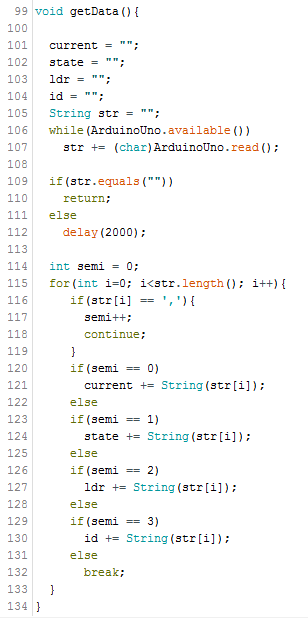 99 void getData(){
100
101   current = "";
102   state = "";
103   ldr = "";
104   id = "";
105   String str = "";
106   while(ArduinoUno.available())
107     str += (char)ArduinoUno.read();
108
109   if(str.equals(""))
110     return;
111   else
112     delay(2000);
113
114   int semi = 0;
115   for(int i=0; i<str.length(); i++){
116      if(str[i] == ','){
117        semi++;
118        continue;
119      }
120      if(semi == 0)
121        current += String(str[i]);
122      else
123      if(semi == 1)
124        state += String(str[i]);
125      else
126      if(semi == 2)
127        ldr += String(str[i]);
128      else
129      if(semi == 3)
130        id += String(str[i]);
131      else
132        break;
133   }
134 }